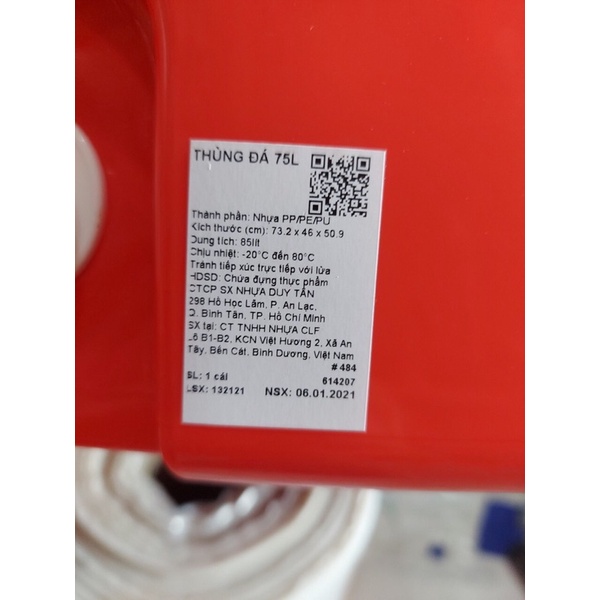 THÙNG ĐÁ 75L
Thành phần: Nhựa PP/PE/PU
Kích thước (cm): 73.2 x 46 x 50.9
Dung tích: 85lít
Chịu nhiệt: -20°C đến 80°C
Tránh tiếp xúc trực tiếp với lửa
HDSD: Chứa đựng thực phẩm
CTCP SX NHỰA DUY TÂN
298 Hồ Học Lãm, P. An Lạc,
Q. Bình Tân, TP. Hồ Chí Minh
SX tại: CT TNHH NHỰA CLF
Lô B1-B2, KCN Việt Hương 2, Xã An
Tây, Bến Cát, Bình Dương, Việt Nam
# 484
SL: 1 cái 614207
LSX: 132121 NSX: 06.01.2021